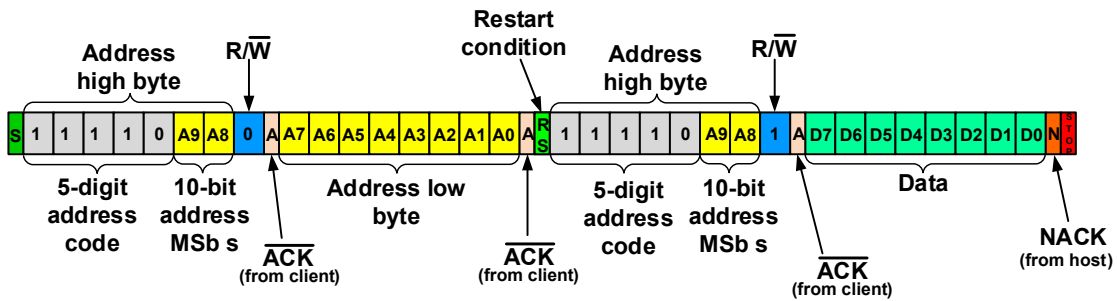 Restart
condition
Address
high byte
R/W
Address
high byte
R/W
S 1 1 1 1 0 A9 A8 0 A A7 A6 A5 A4 A3 A2 A1 A0 A RS 1 1 1 1 0 A9 A8 1 A D7 D6 D5 D4 D3 D2 D1 D0 N STOP
5-digit
address
code
10-bit
address
MSb s
ACK
(from client)
Address low
byte
ACK
(from client)
5-digit
address
code
10-bit
address
MSb s
ACK
(from client)
Data
NACK
(from host)